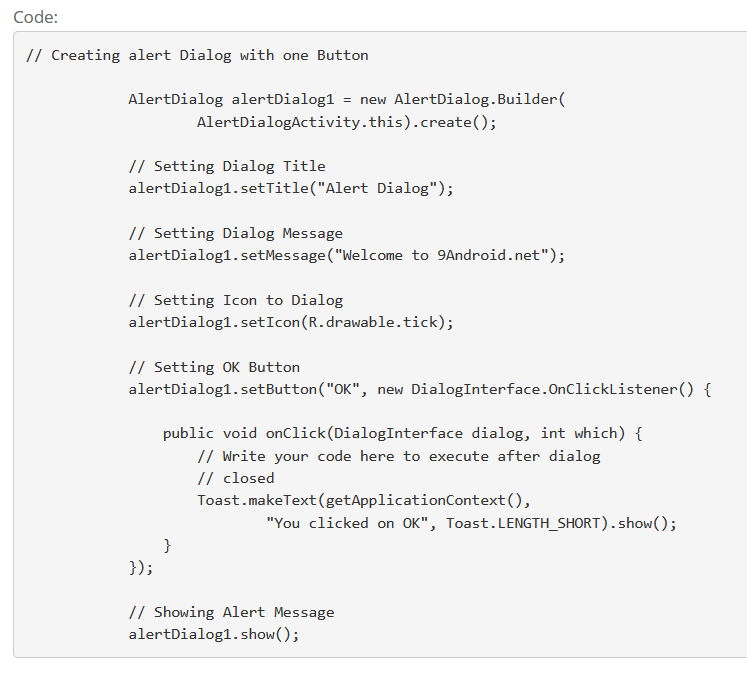 Code:
// Creating alert Dialog with one Button
AlertDialog alertDialog1 = new AlertDialog.Builder(
AlertDialogActivity.this).create();
// Setting Dialog Title
alertDialog1.setTitle("Alert Dialog");
// Setting Dialog Message
alertDialog1.setMessage("Welcome to 9Android.net");
// Setting Icon to Dialog
alertDialog1.setIcon(R.drawable.tick);
// Setting OK Button
alertDialog1.setButton("OK", new DialogInterface.OnClickListener() {
public void onClick(DialogInterface dialog, int which) {
// Write your code here to execute after dialog
// closed
Toast.makeText(getApplicationContext(),
"You clicked on OK", Toast.LENGTH_SHORT).show();
}
});
// Showing Alert Message
alertDialog1.show();